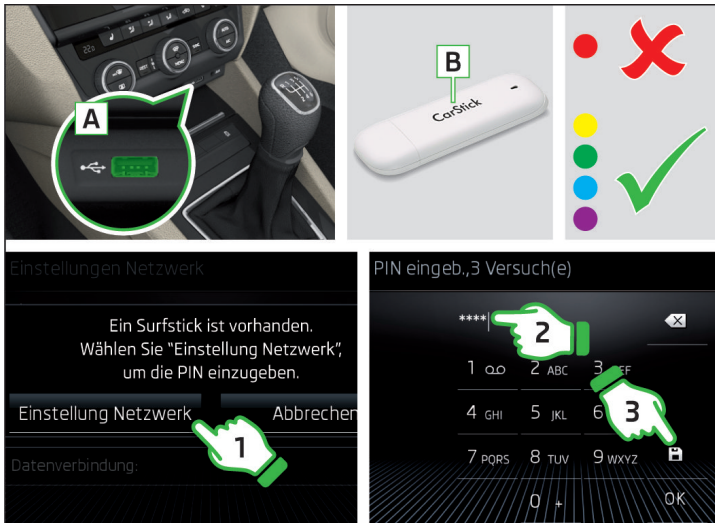 A
MENU
B
CarStick
Einstellungen Netzwerk
Ein Surfstick ist vorhanden.
Wählen Sie "Einstellung Netzwerk",
um die PIN einzugeben.
Einstellung Netzwerk
Abbrechen
1
Datenverbindung:
PIN eingeb.,3 Versuch(e)
****
2
1
2 ABC
3
4 GHI
5 JKL
6
3
7 PQRS
8 TUV
9 WXYZ
0 +
OK